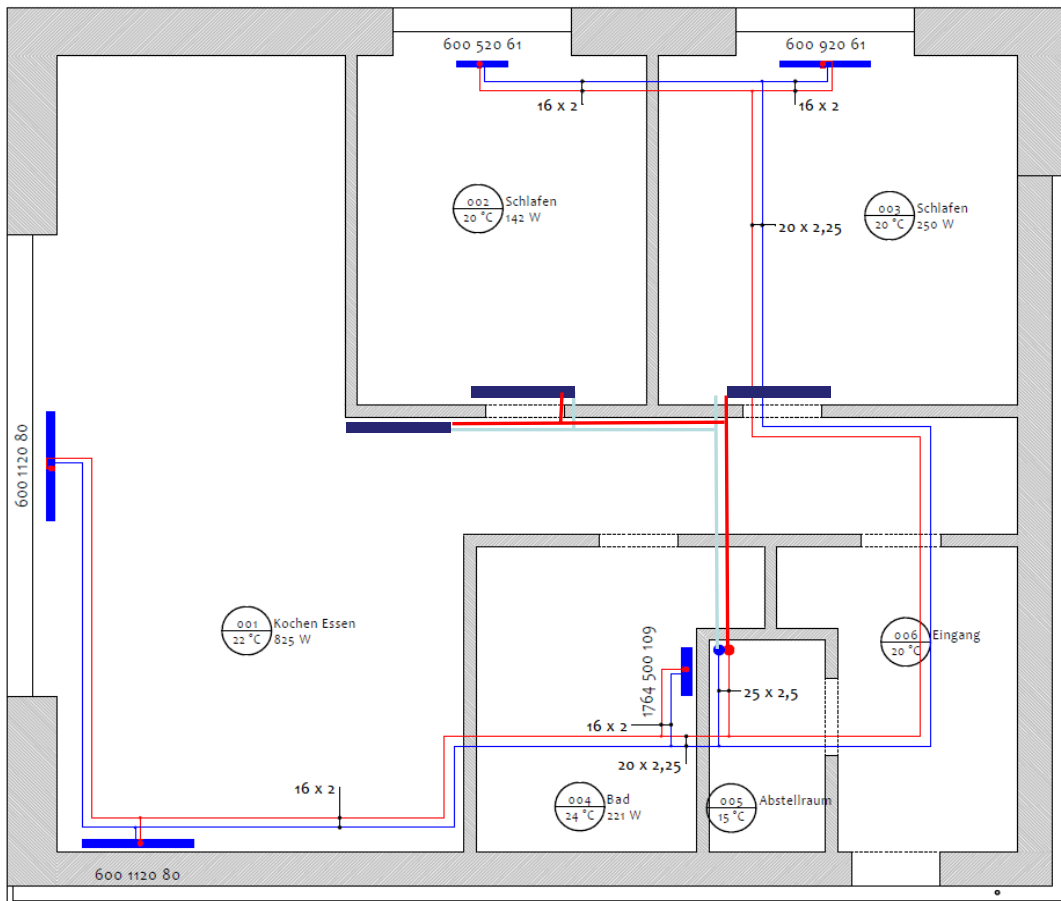 600 520 61
600 920 61
16 x 2
16 x 2
002
20 °C
Schlafen
142 W
003
20 °C
Schlafen
250 W
20 x 2,25
600 1120 80
001
22 °C
Kochen Essen
825 W
006
20 °C
Eingang
1764 500 109
25 x 2,5
16 x 2
20 x 2,25
16 x 2
004
24 °C
Bad
221 W
005
15 °C
Abstellraum
600 1120 80